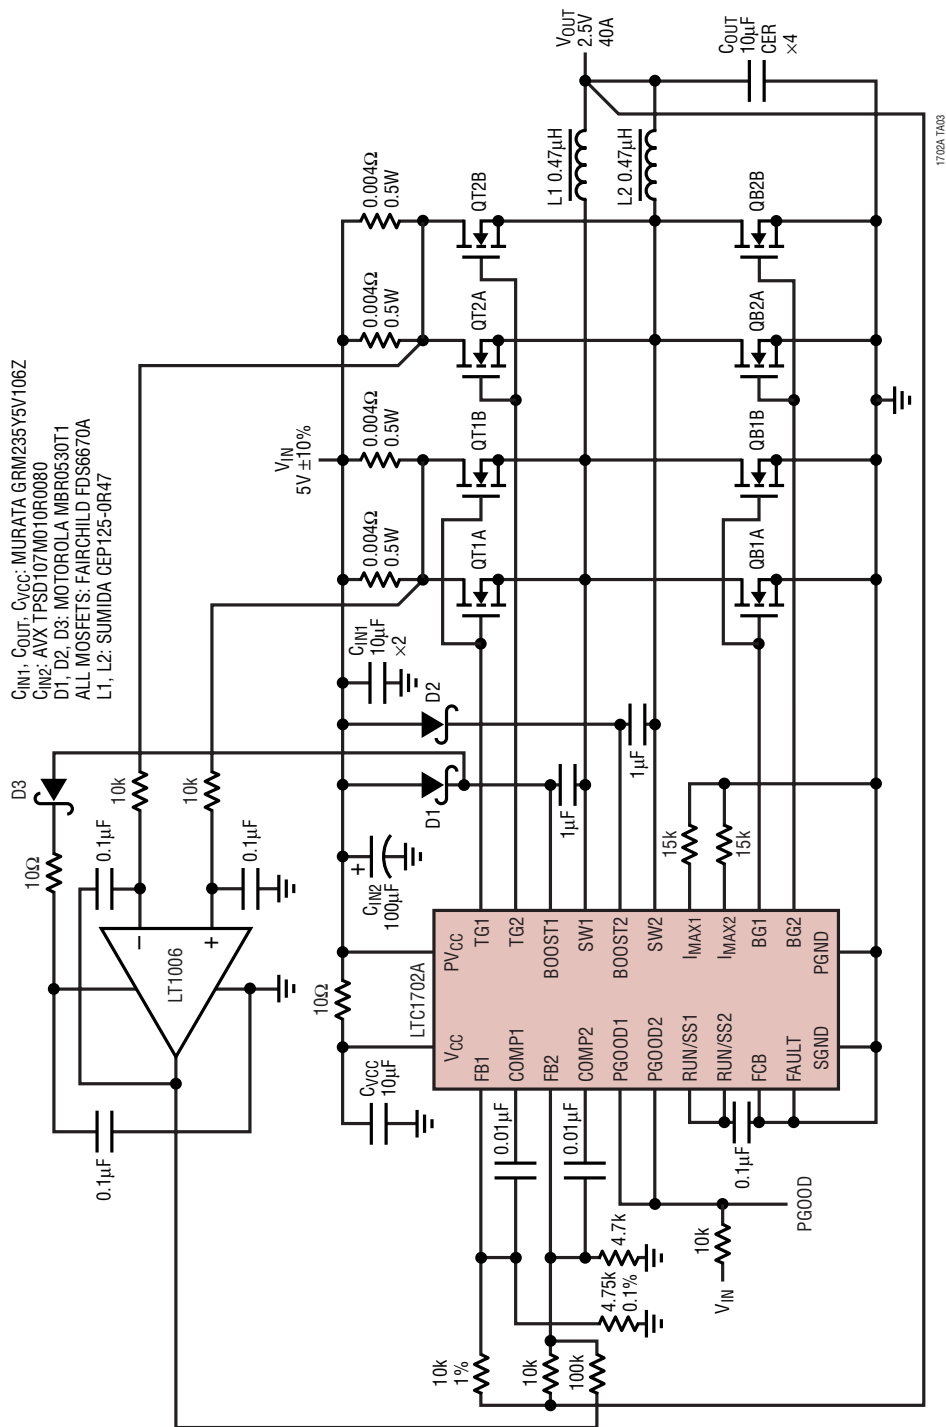 C_IN1, C_OUT, C_VCC: MURATA GRM235Y5V106Z
C_IN2: AVX TPSD107M010R0080
D1, D2, D3: MOTOROLA MBR0530T1
ALL MOSFETS: FAIRCHILD FDS6670A
L1, L2: SUMIDA CEP125-0R47
D3
10Ω
0.1µF
10k
10k
0.1µF
0.1µF
−
+
LT1006
V_IN
5V ±10%
0.004Ω
0.5W
0.004Ω
0.5W
0.004Ω
0.5W
0.004Ω
0.5W
C_IN1
10µF
×2
+
C_IN2
100µF
10Ω
C_VCC
10µF
D1
D2
1µF
1µF
QT1A
QT1B
QT2A
QT2B
L1 0.47µH
L2 0.47µH
V_OUT
2.5V
40A
C_OUT
10µF
CER
×4
QB1A
QB1B
QB2A
QB2B
15k
15k
LTC1702A
V_CC
PV_CC
FB1
TG1
COMP1
TG2
FB2
BOOST1
COMP2
SW1
PGOOD1
BOOST2
PGOOD2
SW2
RUN/SS1
I_MAX1
RUN/SS2
I_MAX2
FCB
BG1
FAULT
BG2
SGND
PGND
0.01µF
0.01µF
0.1µF
4.7k
4.75k
0.1%
10k
1%
10k
100k
10k
V_IN
PGOOD
1702A TA03